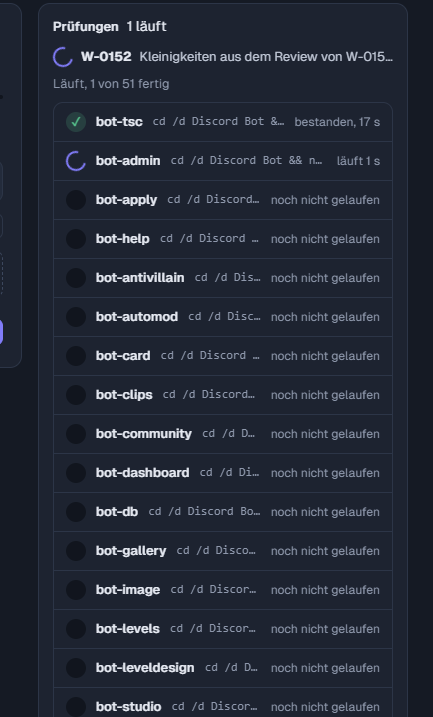 Prüfungen 1 läuft
W-0152 Kleinigkeiten aus dem Review von W-015…
Läuft, 1 von 51 fertig
✓ bot-tsc cd /d Discord Bot &… bestanden, 17 s
bot-admin cd /d Discord Bot && n… läuft 1 s
bot-apply cd /d Discord… noch nicht gelaufen
bot-help cd /d Discord … noch nicht gelaufen
bot-antivillain cd /d Dis… noch nicht gelaufen
bot-automod cd /d Disc… noch nicht gelaufen
bot-card cd /d Discord … noch nicht gelaufen
bot-clips cd /d Discord… noch nicht gelaufen
bot-community cd /d D… noch nicht gelaufen
bot-dashboard cd /d Di… noch nicht gelaufen
bot-db cd /d Discord Bo… noch nicht gelaufen
bot-gallery cd /d Disco… noch nicht gelaufen
bot-image cd /d Discor… noch nicht gelaufen
bot-levels cd /d Discor… noch nicht gelaufen
bot-leveldesign cd /d D… noch nicht gelaufen
bot-studio cd /d Discor… noch nicht gelaufen